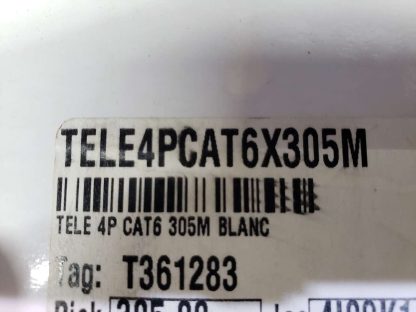 TELE4PCAT6X305M
TELE 4P CAT6 305M BLANC
Tag: T361283